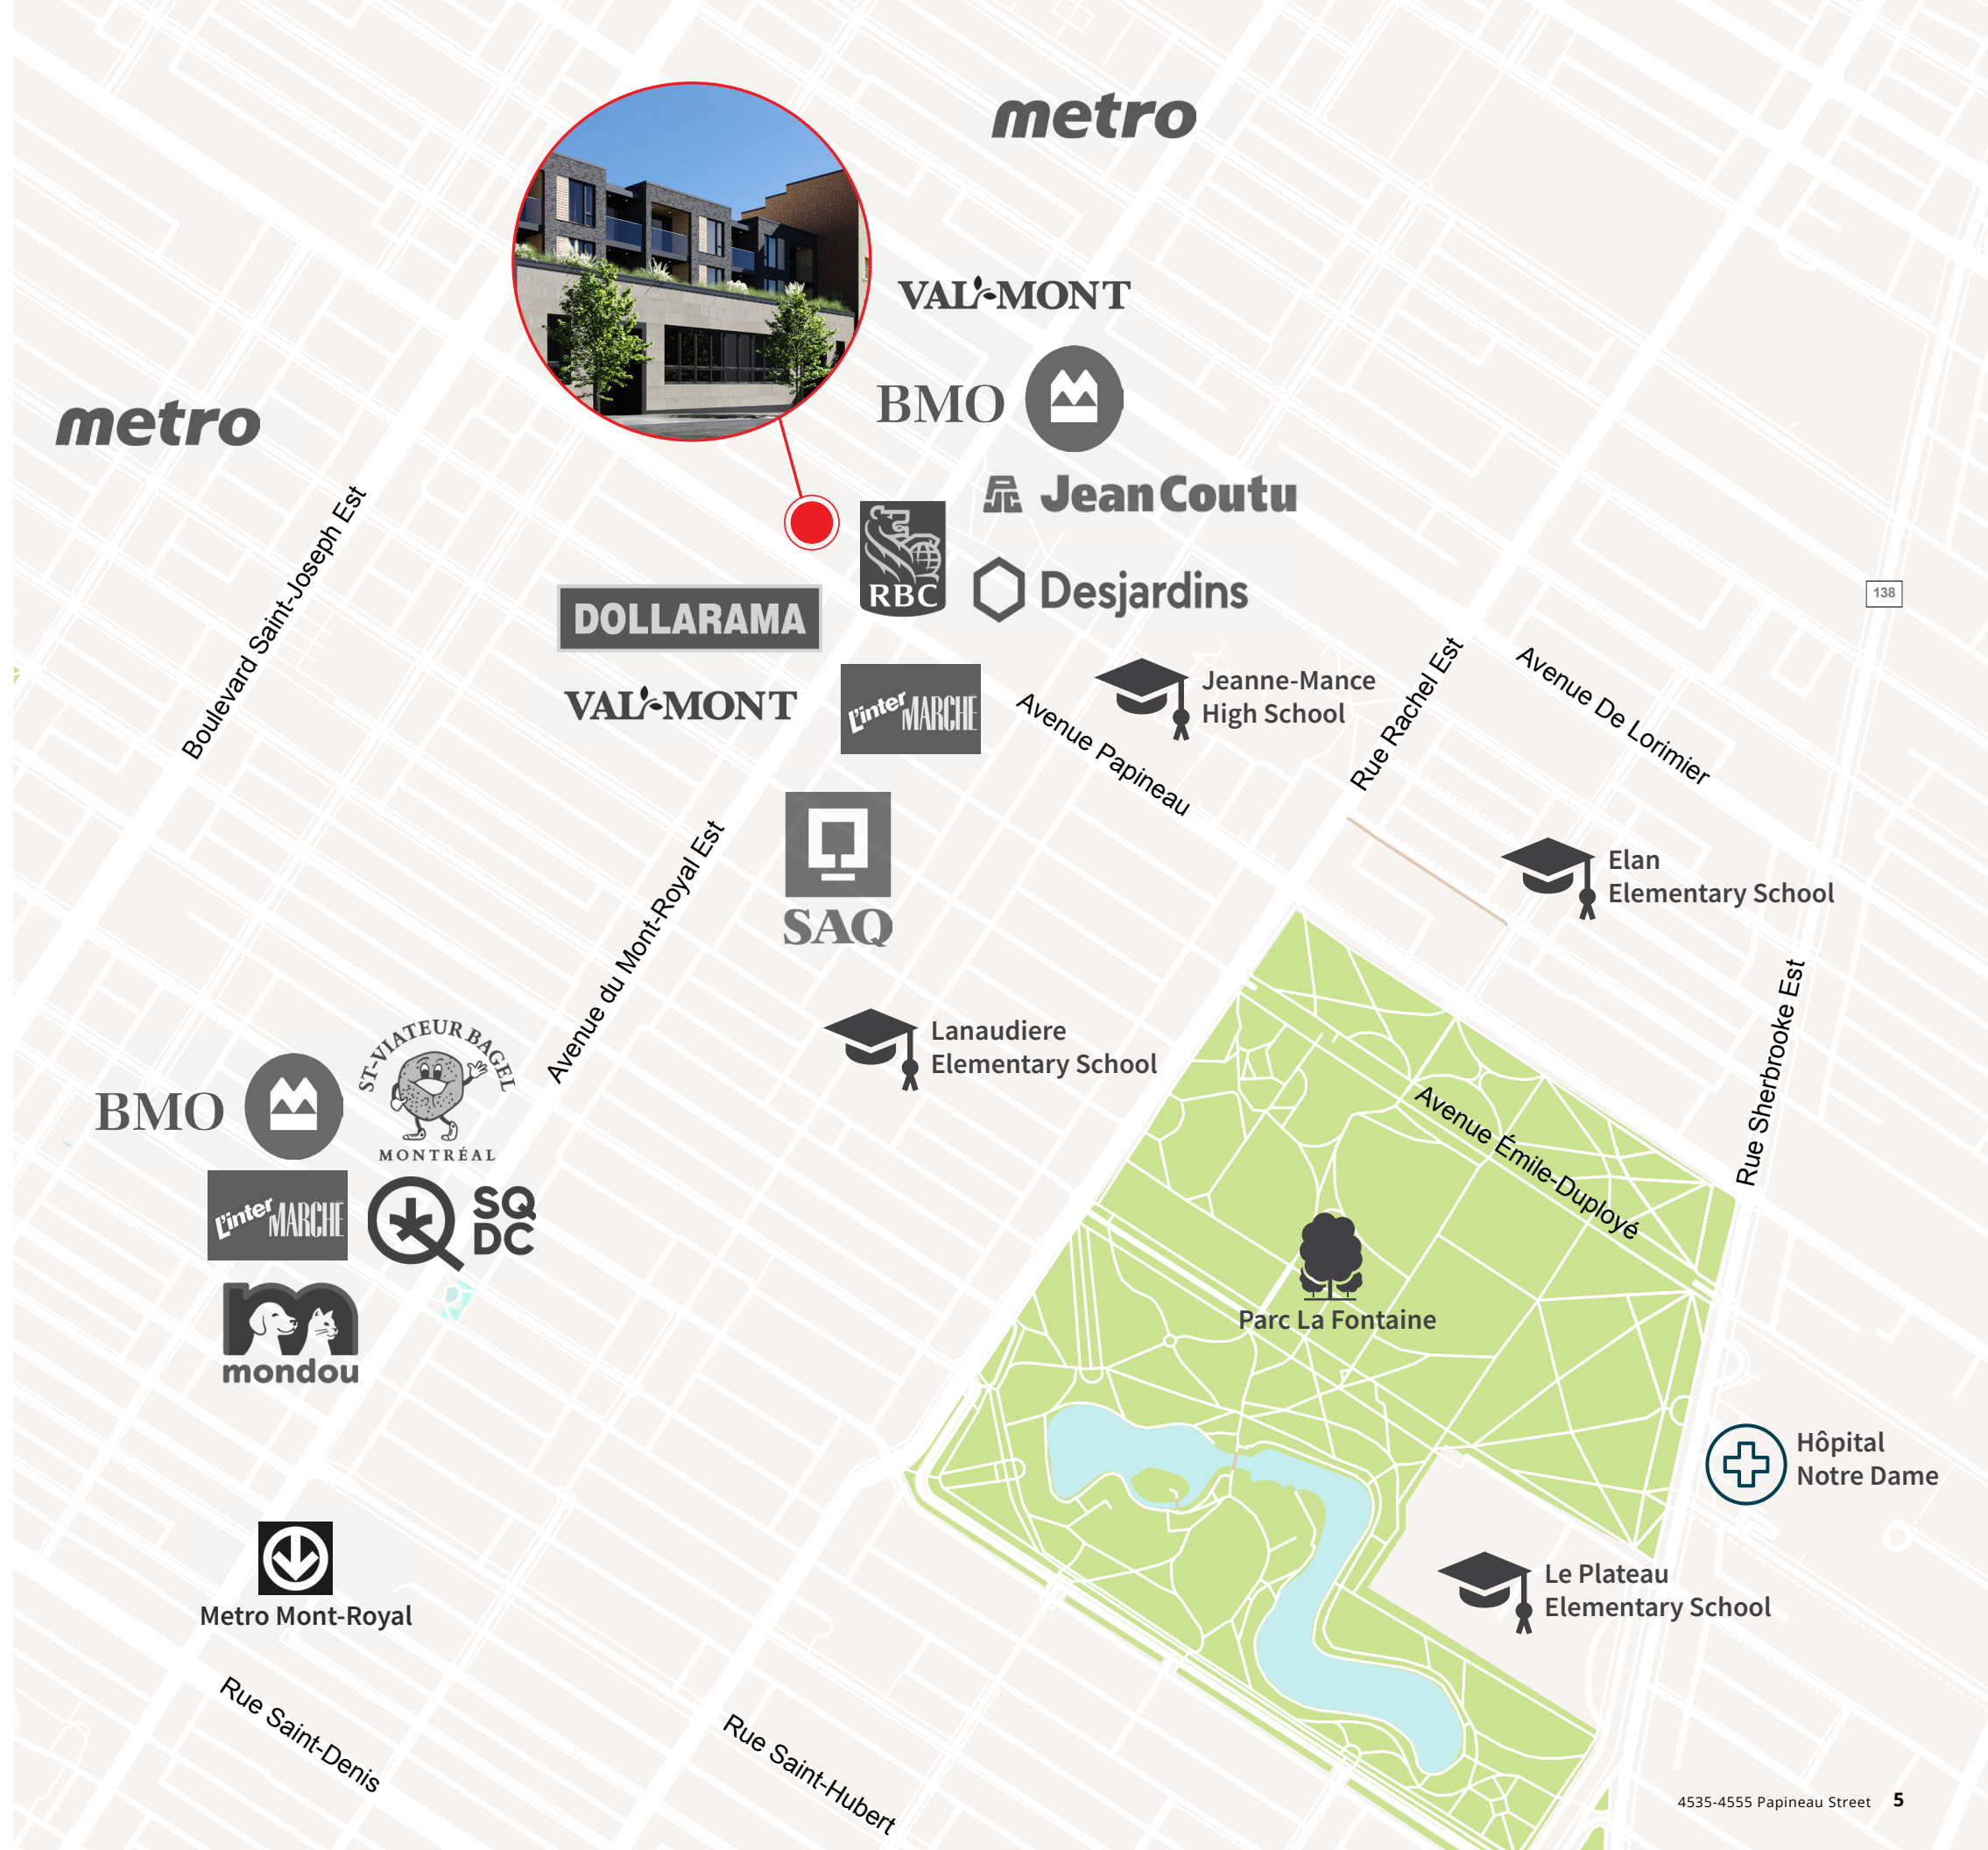 metro
VAL-MONT
BMO
metro
Jean Coutu
RBC
Desjardins
DOLLARAMA
138
VAL-MONT
L'inter
MARCHÉ
Jeanne-Mance
High School
Boulevard Saint-Joseph Est
Avenue Papineau
Rue Rachel Est
Avenue De Lorimier
SAQ
Elan
Elementary School
Avenue du Mont-Royal Est
Lanaudiere
Elementary School
Rue Sherbrooke Est
BMO
ST-VIATEUR BAGEL
MONTRÉAL
Avenue Émile-Duployé
L'inter
MARCHÉ
SQ
DC
Parc La Fontaine
mondou
Hôpital
Notre Dame
Metro Mont-Royal
Le Plateau
Elementary School
Rue Saint-Denis
Rue Saint-Hubert
4535-4555 Papineau Street 5